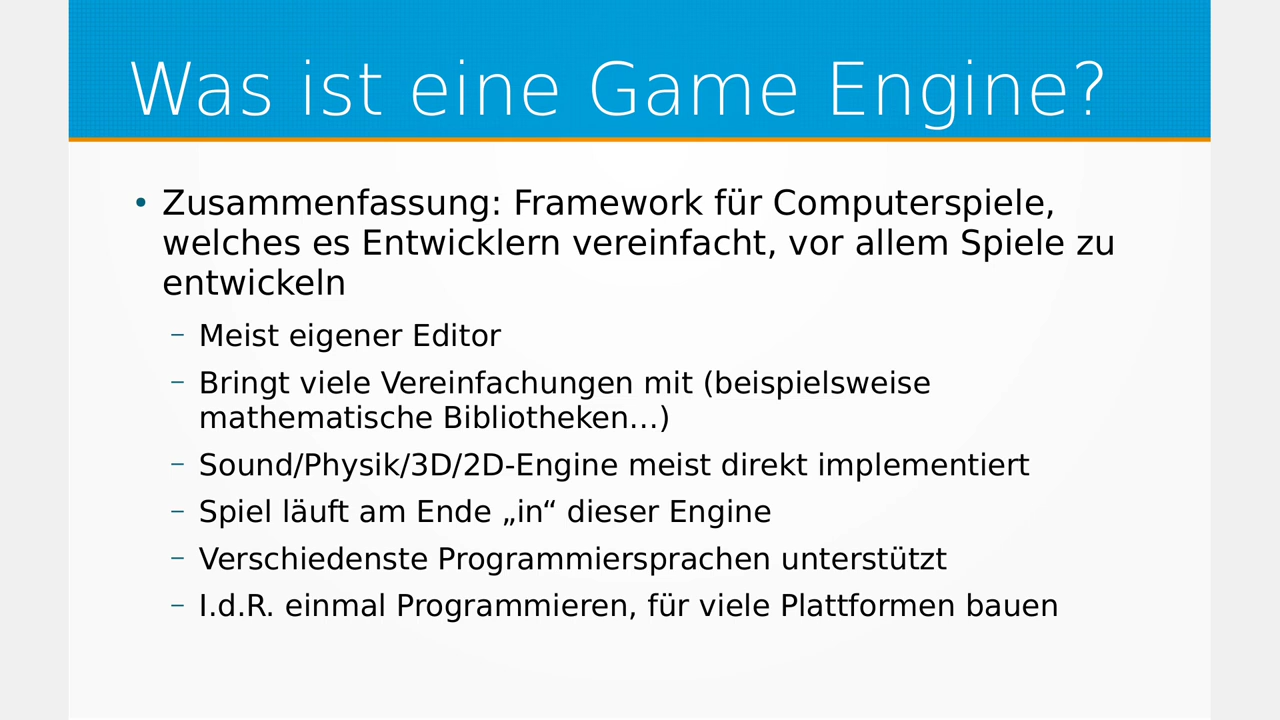 Was ist eine Game Engine?
• Zusammenfassung: Framework für Computerspiele,
welches es Entwicklern vereinfacht, vor allem Spiele zu
entwickeln
– Meist eigener Editor
– Bringt viele Vereinfachungen mit (beispielsweise
mathematische Bibliotheken…)
– Sound/Physik/3D/2D-Engine meist direkt implementiert
– Spiel läuft am Ende „in“ dieser Engine
– Verschiedenste Programmiersprachen unterstützt
– I.d.R. einmal Programmieren, für viele Plattformen bauen